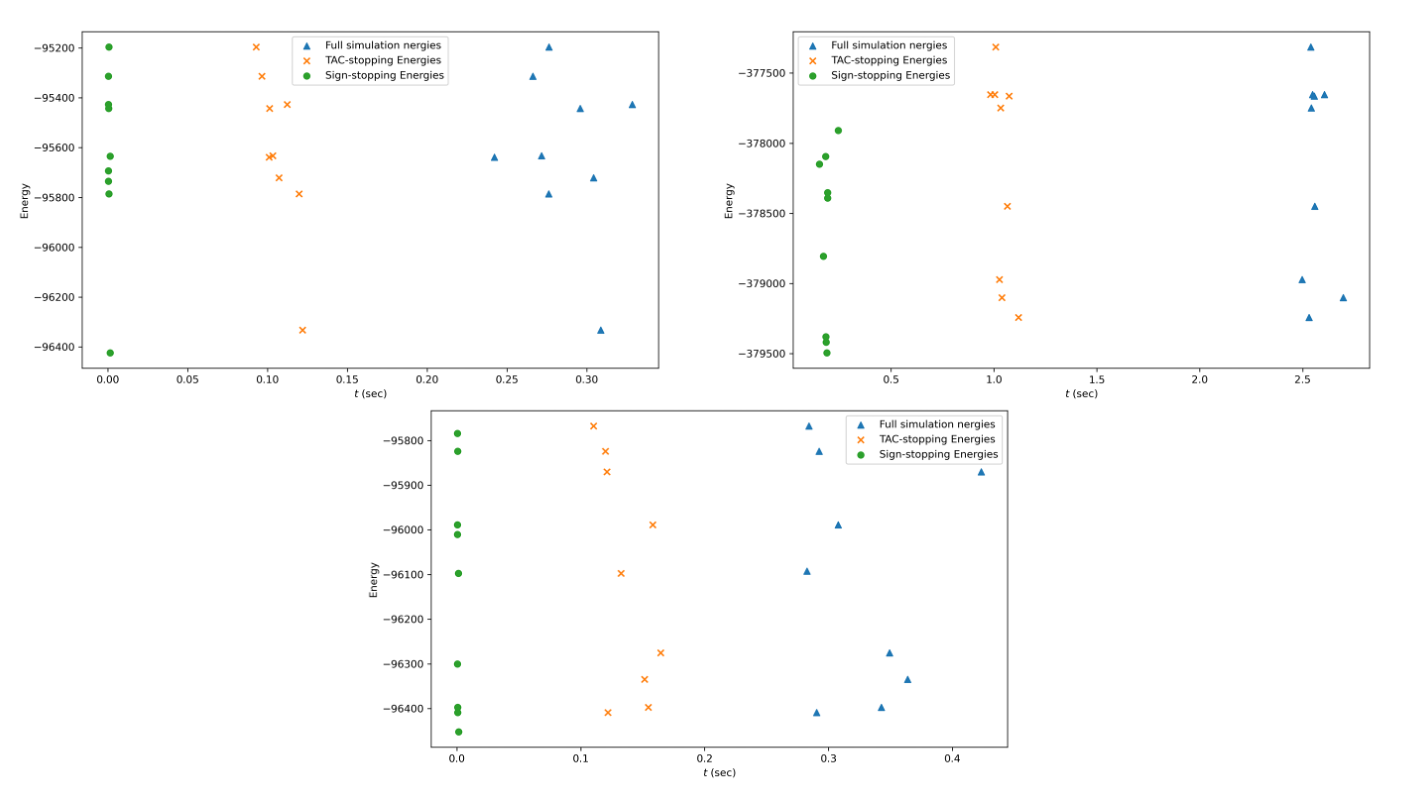 −95200
−95400
−95600
−95800
−96000
−96200
−96400
Energy
0.00
0.05
0.10
0.15
0.20
0.25
0.30
t (sec)
Full simulation nergies
TAC-stopping Energies
Sign-stopping Energies
−377500
−378000
−378500
−379000
−379500
Energy
0.5
1.0
1.5
2.0
2.5
t (sec)
Full simulation nergies
TAC-stopping Energies
Sign-stopping Energies
−95800
−95900
−96000
−96100
−96200
−96300
−96400
Energy
0.0
0.1
0.2
0.3
0.4
t (sec)
Full simulation nergies
TAC-stopping Energies
Sign-stopping Energies